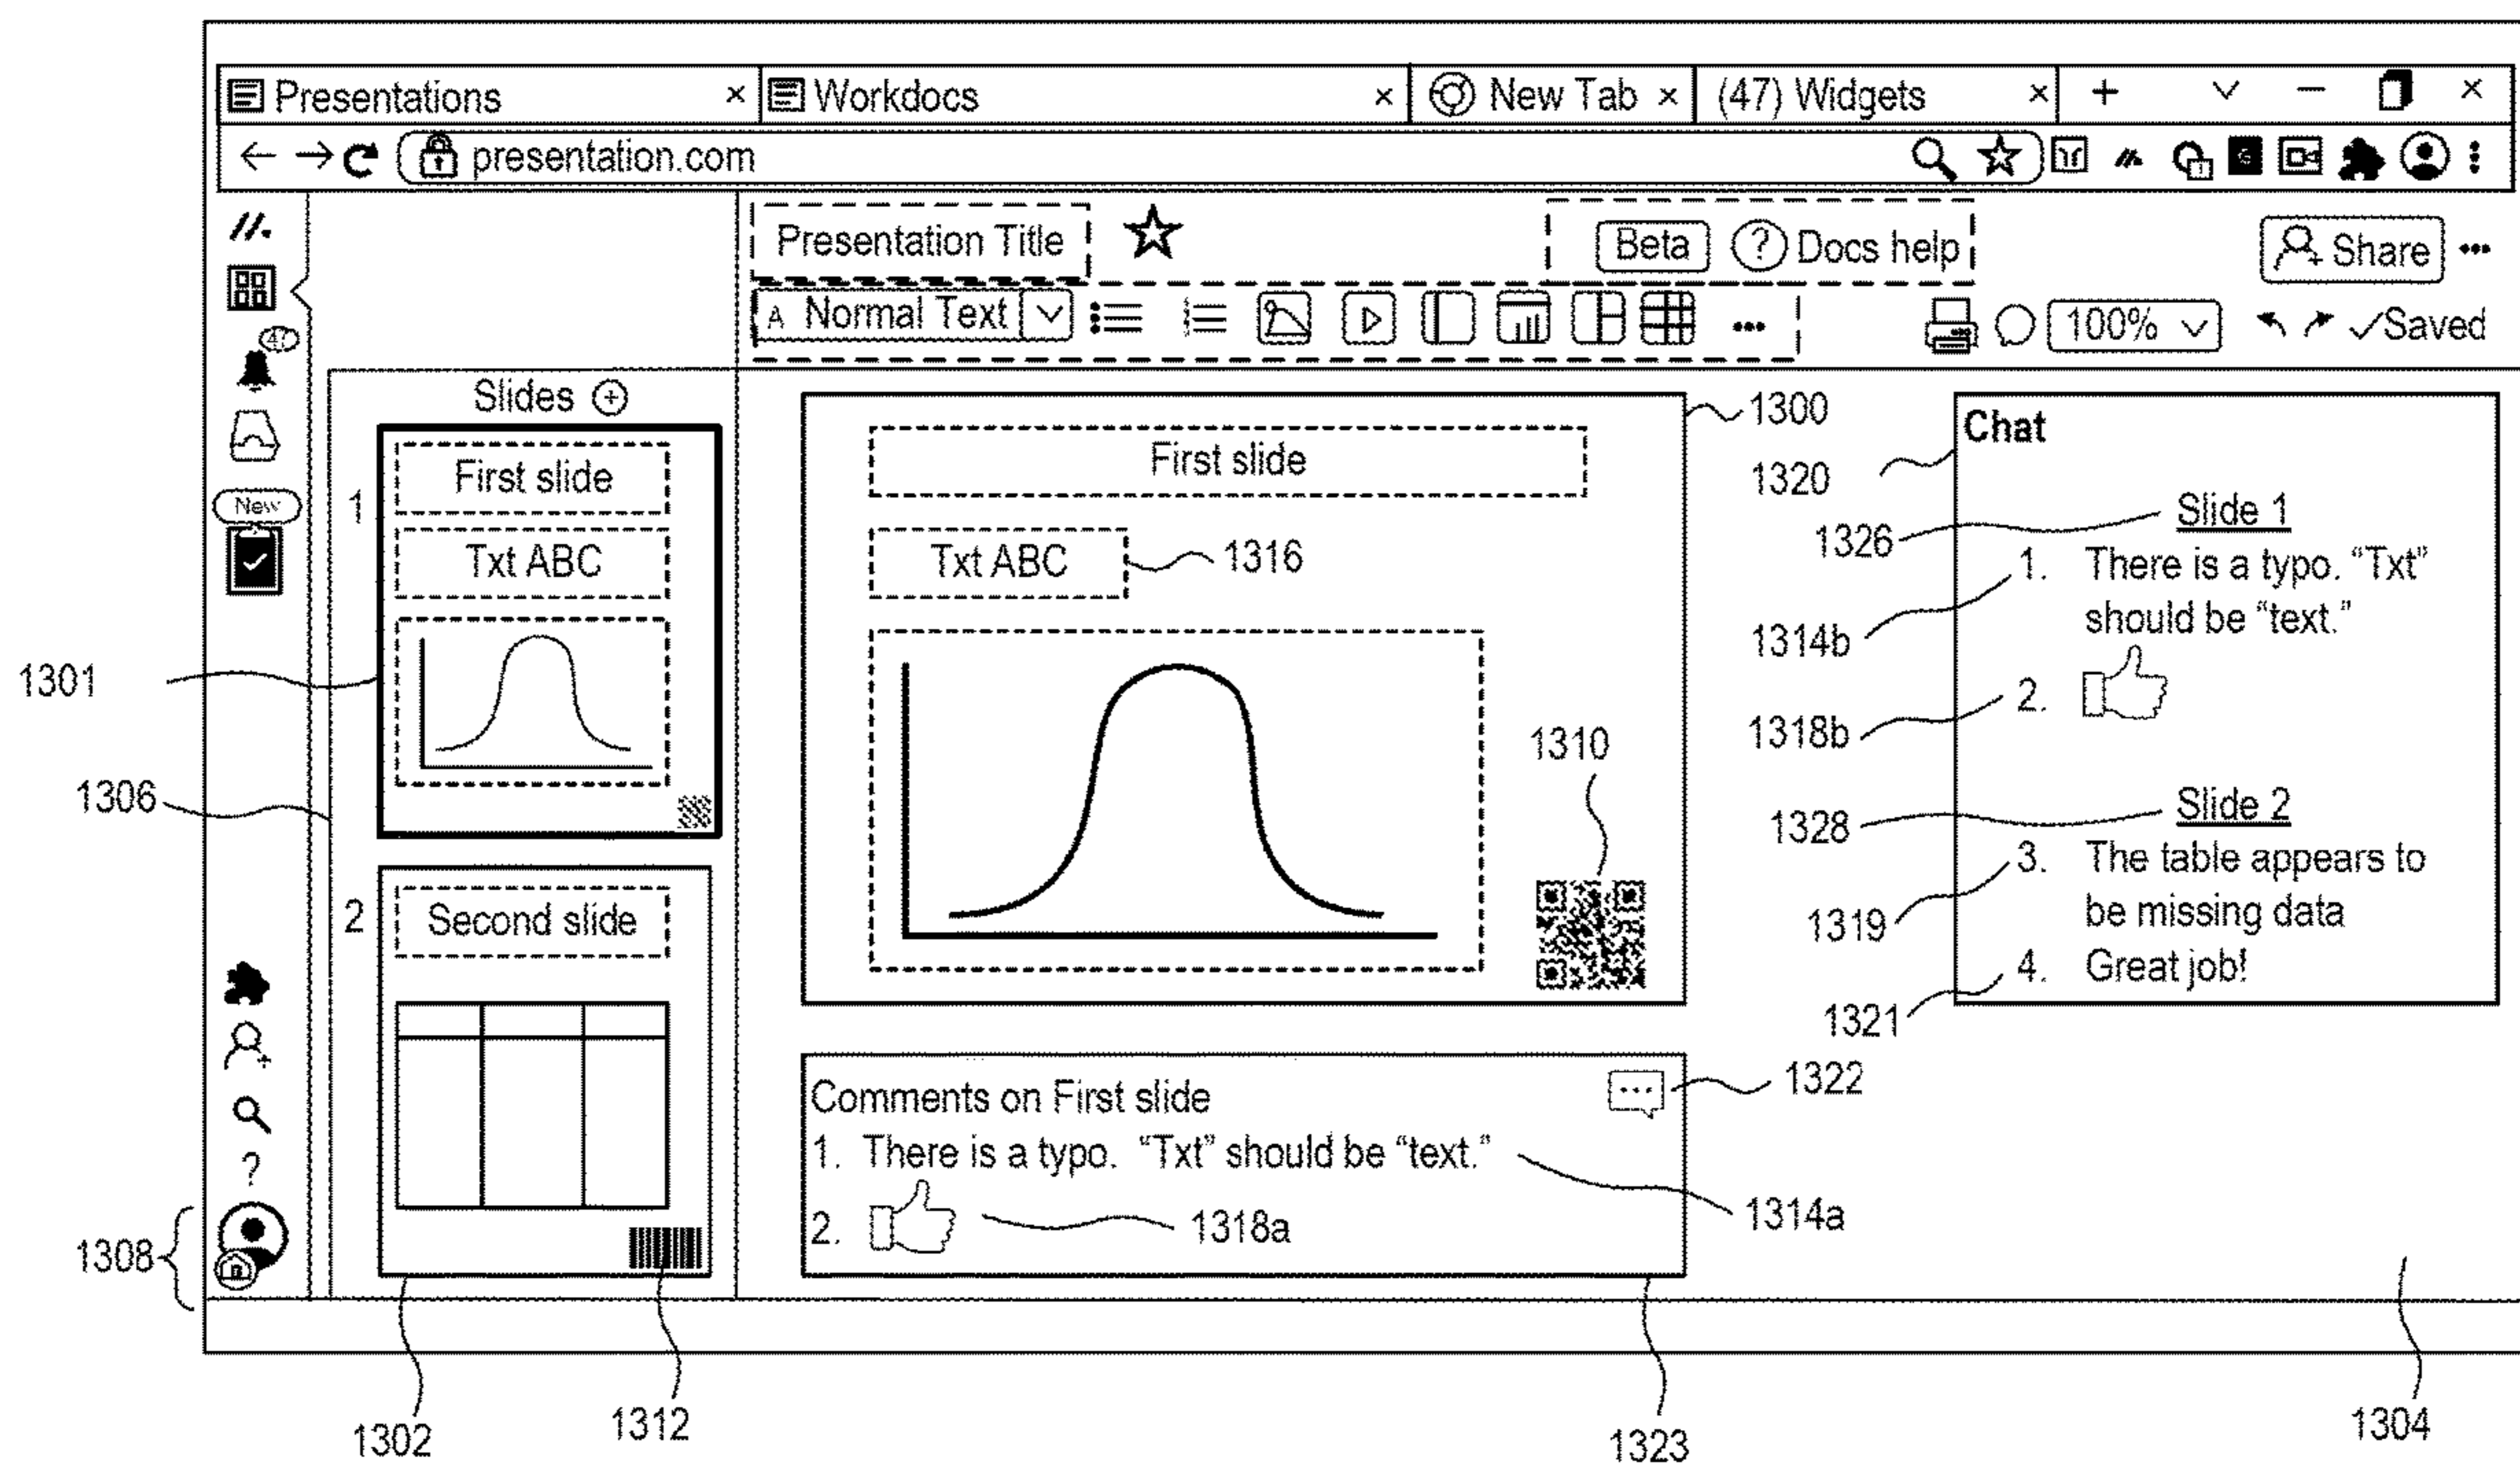 Presentations × Workdocs × New Tab × (47) Widgets × + ×
presentation.com
Presentation Title Beta ? Docs help Share
A Normal Text 100% Saved
47
New
?
1308
Slides +
1
First slide
Txt ABC
1301
1306
2
Second slide
1302
1312
First slide
1300
Txt ABC
1316
1310
Comments on First slide
1322
1. There is a typo. “Txt” should be “text.”
1314a
2.
1318a
1323
Chat
1320
1326
Slide 1
1. There is a typo. “Txt”
should be “text.”
1314b
2.
1318b
1328
Slide 2
3. The table appears to
be missing data
1319
4. Great job!
1321
1304